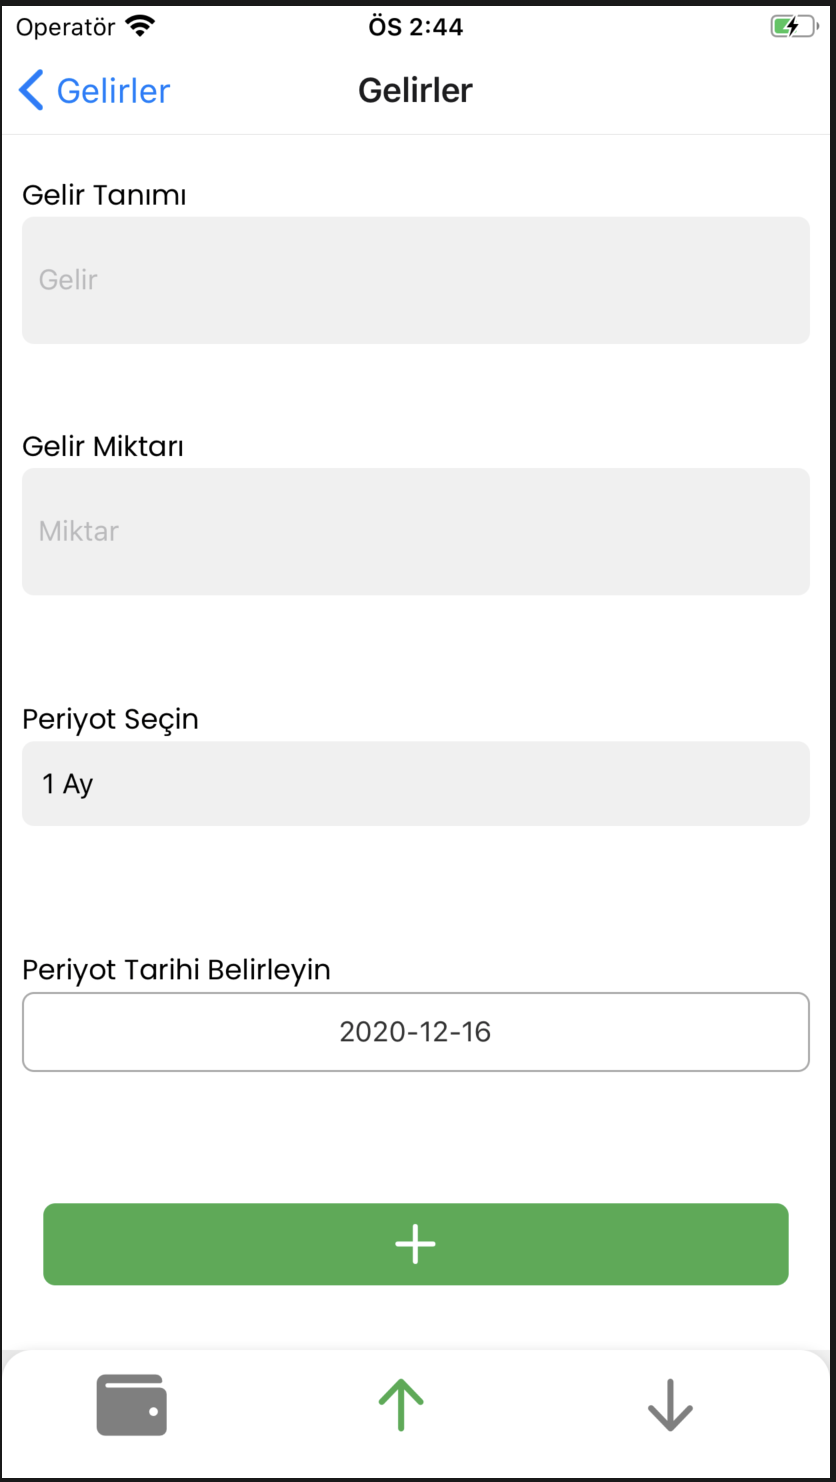 Operatör ÖS 2:44
Gelirler Gelirler
Gelir Tanımı
Gelir
Gelir Miktarı
Miktar
Periyot Seçin
1 Ay
Periyot Tarihi Belirleyin
2020-12-16